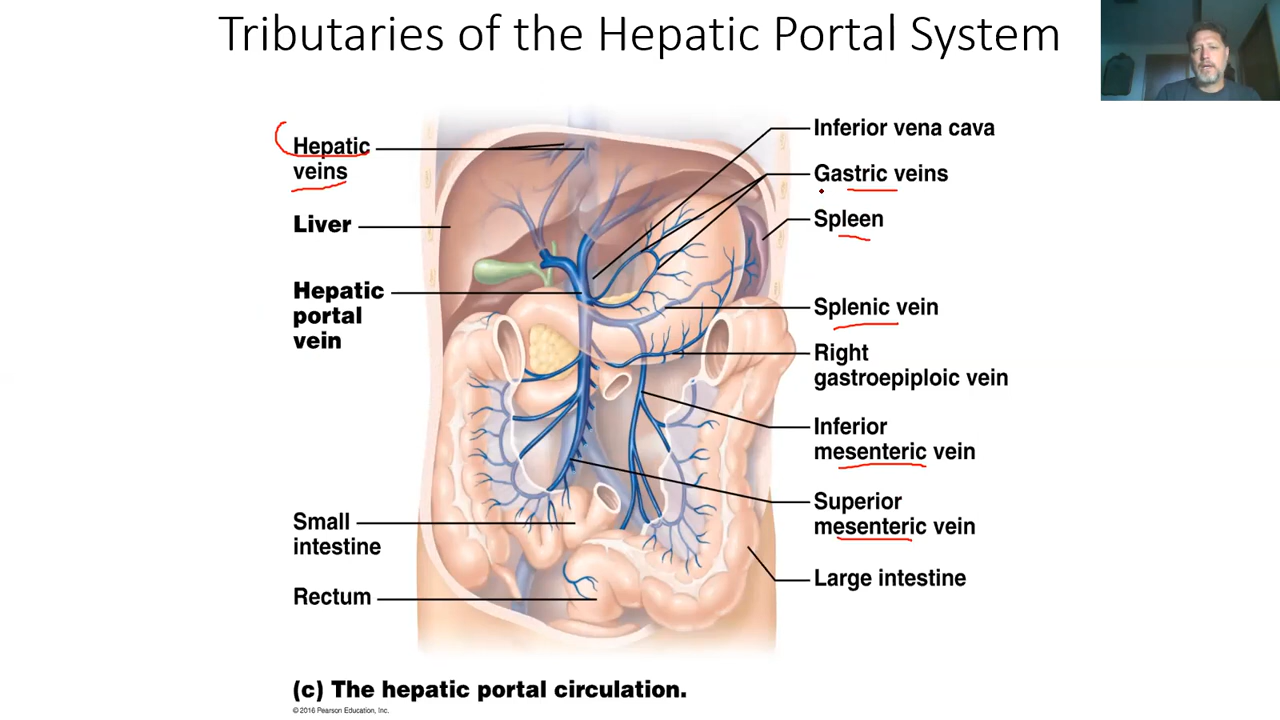 Tributaries of the Hepatic Portal System
Hepatic
veins
Liver
Hepatic
portal
vein
Small
intestine
Rectum
Inferior vena cava
Gastric veins
Spleen
Splenic vein
Right
gastroepiploic vein
Inferior
mesenteric vein
Superior
mesenteric vein
Large intestine
(c) The hepatic portal circulation.
© 2016 Pearson Education, Inc.